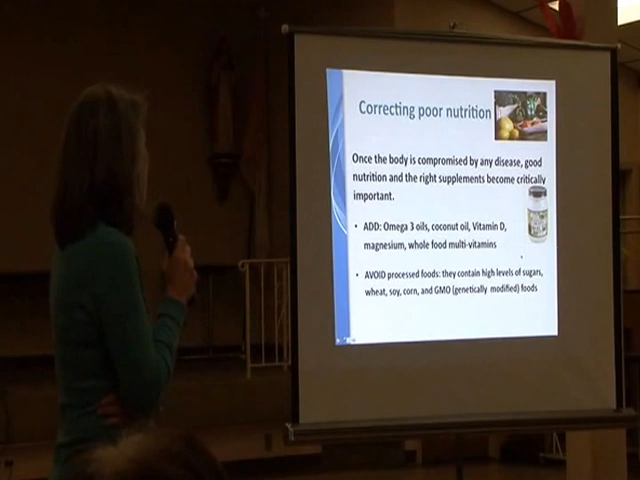 Correcting poor nutrition
Once the body is compromised by any disease, good
nutrition and the right supplements become critically
important.
• ADD: Omega 3 oils, coconut oil, Vitamin D,
magnesium, whole food multi-vitamins
• AVOID processed foods: they contain high levels of sugars,
wheat, soy, corn, and GMO (genetically modified) foods